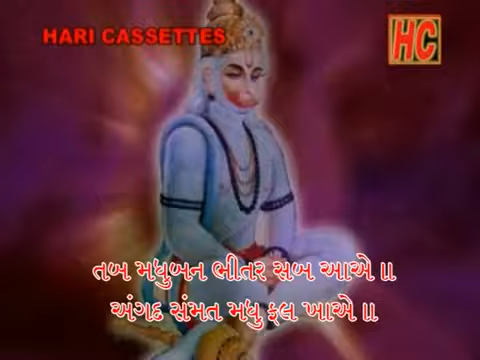 HARI CASSETTES
HC
તબ મધુબન ભીતર સબ આએ ॥
અંગદ સંમત મધુ ફલ ખાએ ॥